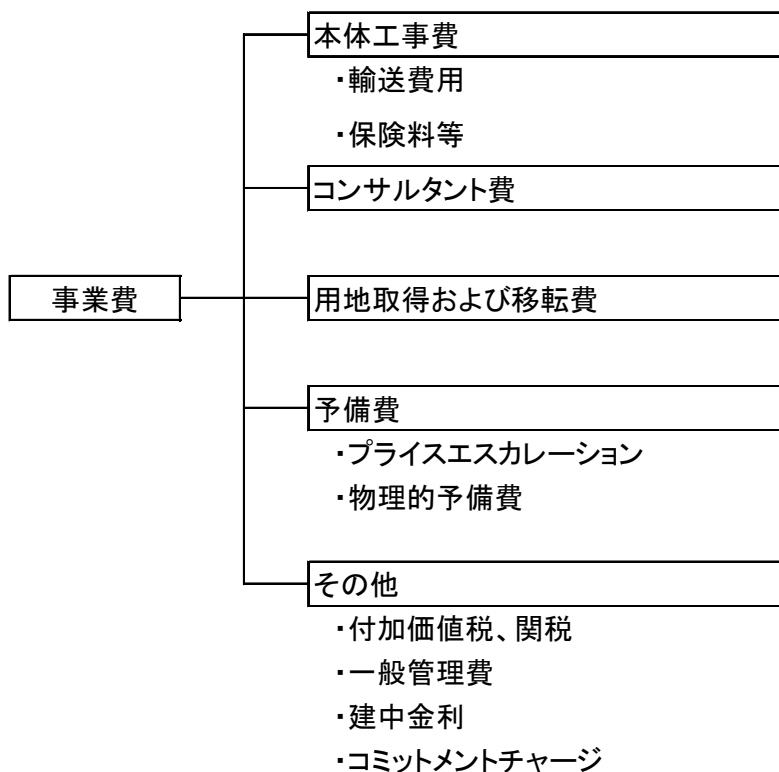 本体工事費
・輸送費用
・保険料等
コンサルタント費
事業費
用地取得および移転費
予備費
・プライスエスカレーション
・物理的予備費
その他
・付加価値税、関税
・一般管理費
・建中金利
・コミットメントチャージ